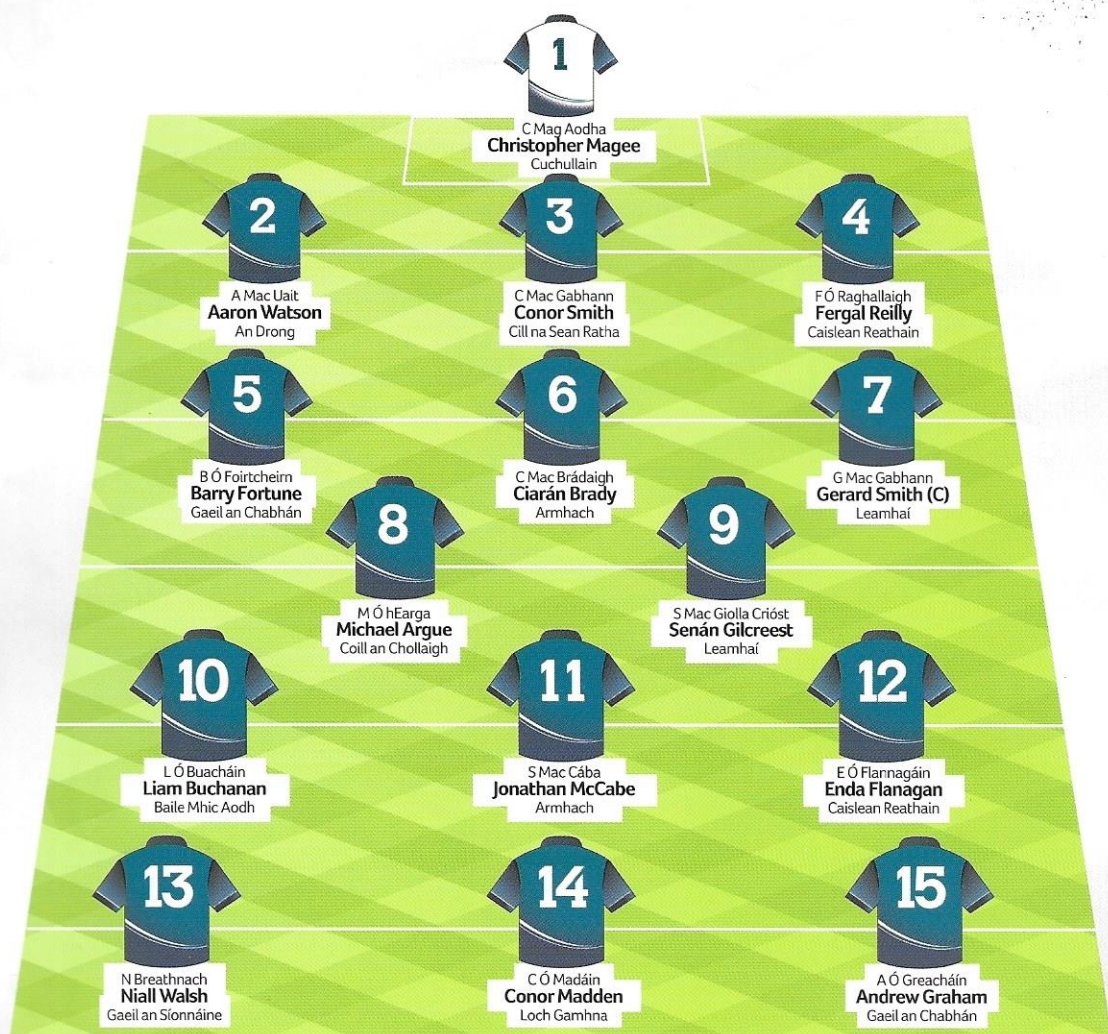 1
C Mag Aodha
Christopher Magee
Cuchullain
2
A Mac Uait
Aaron Watson
An Drong
3
C Mac Gabhann
Conor Smith
Cill na Sean Ratha
4
F Ó Raghallaigh
Fergal Reilly
Caislean Reathain
5
B Ó Foirtcheirn
Barry Fortune
Gaeil an Chabhán
6
C Mac Brádaigh
Ciarán Brady
Armhach
7
G Mac Gabhann
Gerard Smith (C)
Leamhaí
8
M Ó hEarga
Michael Argue
Coill an Chollaigh
9
S Mac Giolla Crióst
Senán Gilcreest
Leamhaí
10
L Ó Buacháin
Liam Buchanan
Baile Mhic Aodh
11
S Mac Cába
Jonathan McCabe
Armhach
12
E Ó Flannagáin
Enda Flanagan
Caislean Reathain
13
N Breathnach
Niall Walsh
Gaeil an Síonnáine
14
C Ó Madáin
Conor Madden
Loch Gamhna
15
A Ó Greacháín
Andrew Graham
Gaeil an Chabhán